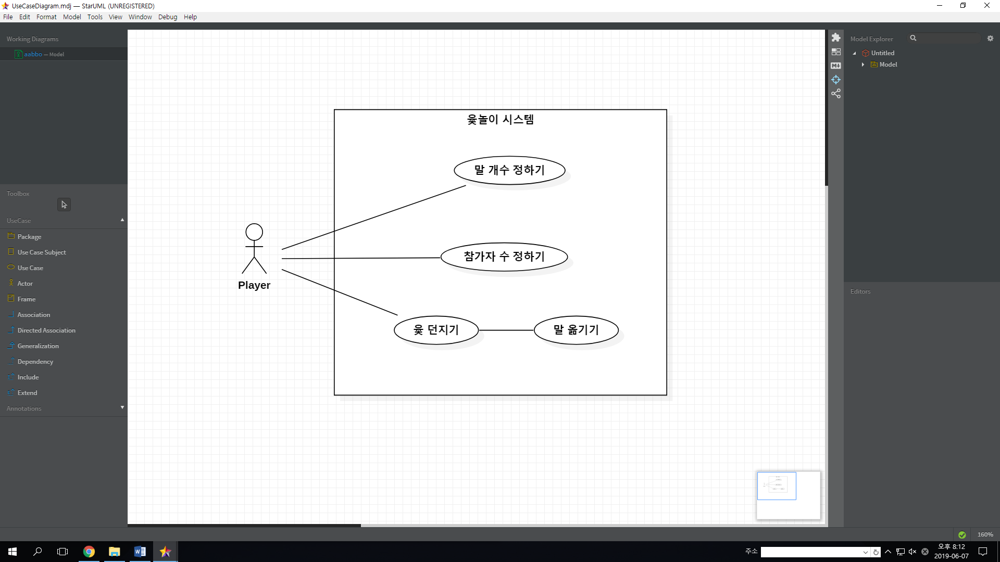 UseCaseDiagram.mdj — StarUML (UNREGISTERED)
File Edit Format Model Tools View Window Debug Help
Working Diagrams
aabbo — Model
Toolbox
UseCase
Package
Use Case Subject
Use Case
Actor
Frame
Association
Directed Association
Generalization
Dependency
Include
Extend
Annotations
윷놀이 시스템
말 개수 정하기
참가자 수 정하기
Player
윷 던지기
말 옮기기
Model Explorer
Untitled
Model
Editors
160%
주소
오후 8:12
2019-06-07